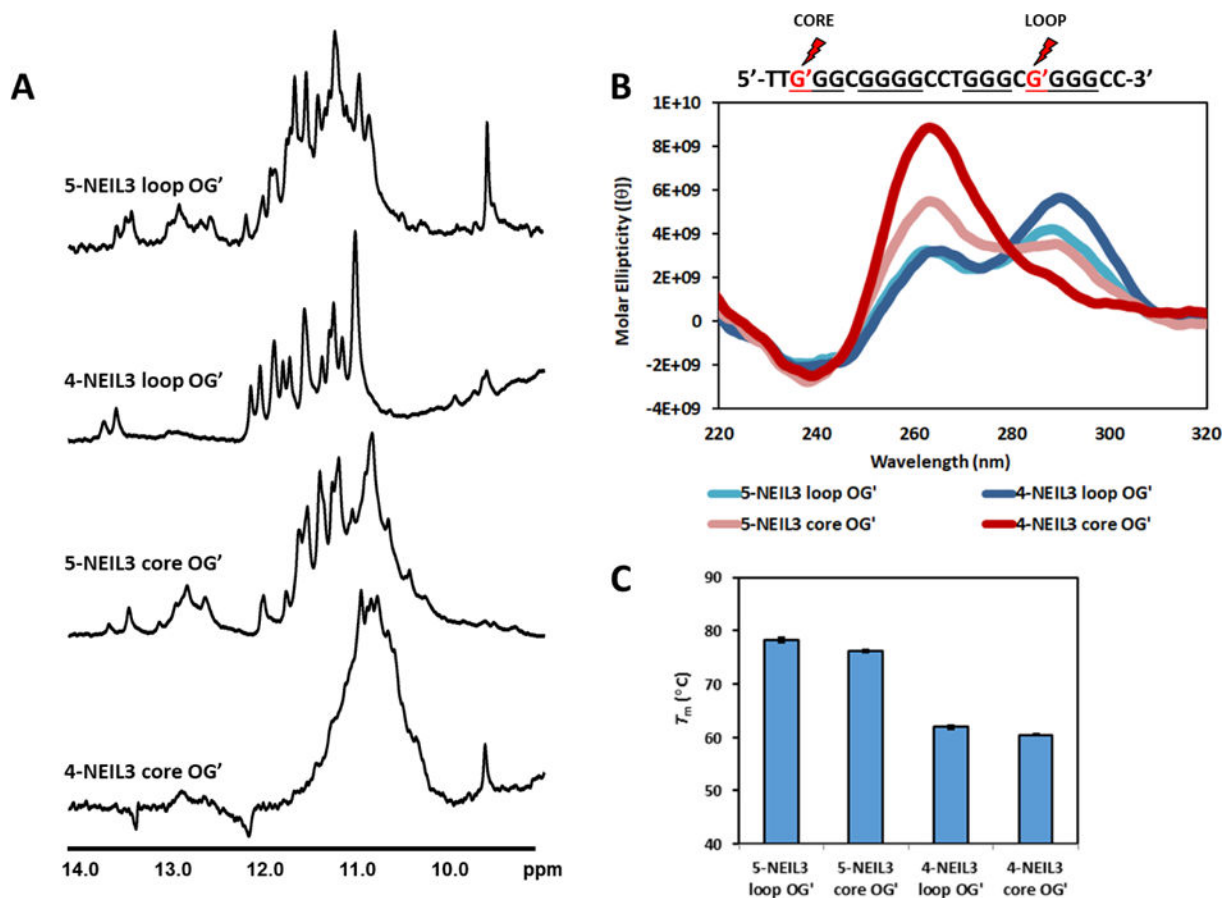 A
5-NEIL3 loop OG'
4-NEIL3 loop OG'
5-NEIL3 core OG'
4-NEIL3 core OG'
14.0 13.0 12.0 11.0 10.0 ppm
CORE LOOP
5'-TTG'GGCGGGGCCTGGGCG'GGGCC-3'
B
Molar Ellipticity ([θ])
1E+10
8E+09
6E+09
4E+09
2E+09
0
-2E+09
-4E+09
220 240 260 280 300 320
Wavelength (nm)
5-NEIL3 loop OG' 4-NEIL3 loop OG'
5-NEIL3 core OG' 4-NEIL3 core OG'
C
Tm (°C)
90
80
70
60
50
40
5-NEIL3 5-NEIL3 4-NEIL3 4-NEIL3
loop OG' core OG' loop OG' core OG'